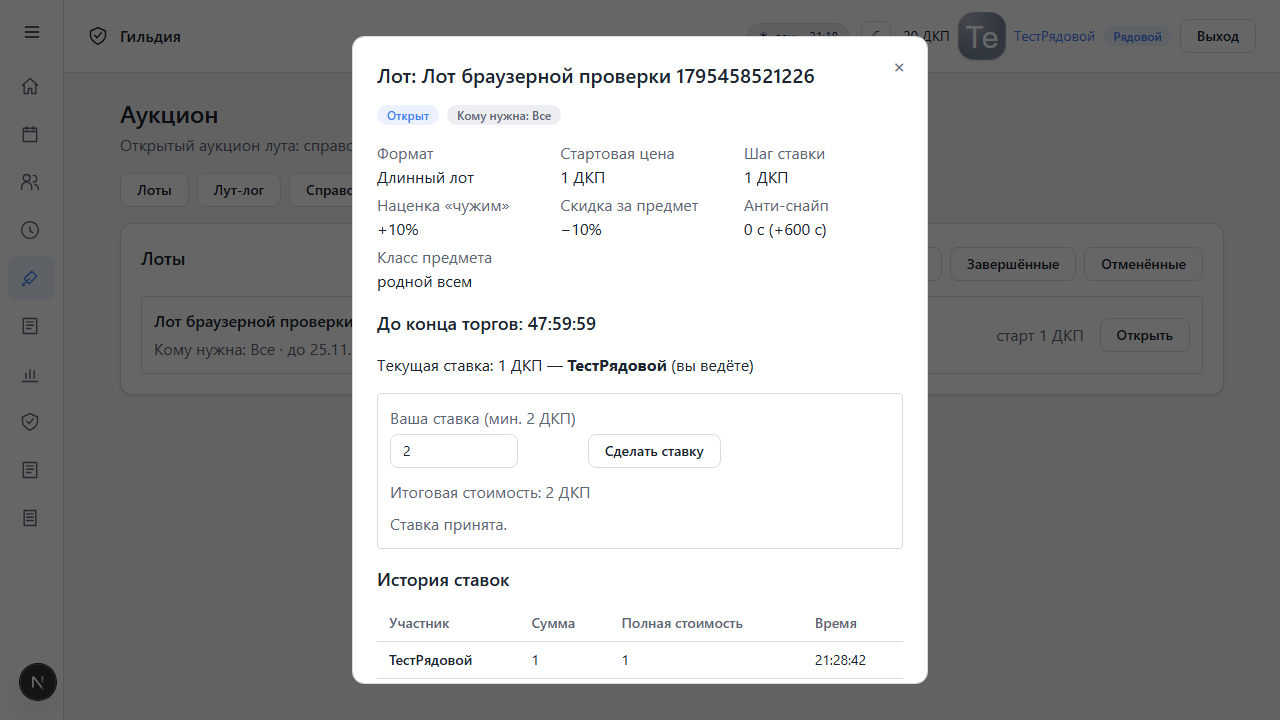 Гильдия
20 ДКП
Te
ТестРядовой
Рядовой
Выход
Аукцион
Открытый аукцион лута: справо
Лоты
Лут-лог
Справо
Лоты
Завершённые
Отменённые
Лот браузерной проверки
Кому нужна: Все · до 25.11.
старт 1 ДКП
Открыть
Лот: Лот браузерной проверки 1795458521226
×
Открыт
Кому нужна: Все
Формат
Стартовая цена
Шаг ставки
Длинный лот
1 ДКП
1 ДКП
Наценка «чужим»
Скидка за предмет
Анти-снайп
+10%
−10%
0 с (+600 с)
Класс предмета
родной всем
До конца торгов: 47:59:59
Текущая ставка: 1 ДКП — ТестРядовой (вы ведёте)
Ваша ставка (мин. 2 ДКП)
2
Сделать ставку
Итоговая стоимость: 2 ДКП
Ставка принята.
История ставок
Участник
Сумма
Полная стоимость
Время
ТестРядовой
1
1
21:28:42
N